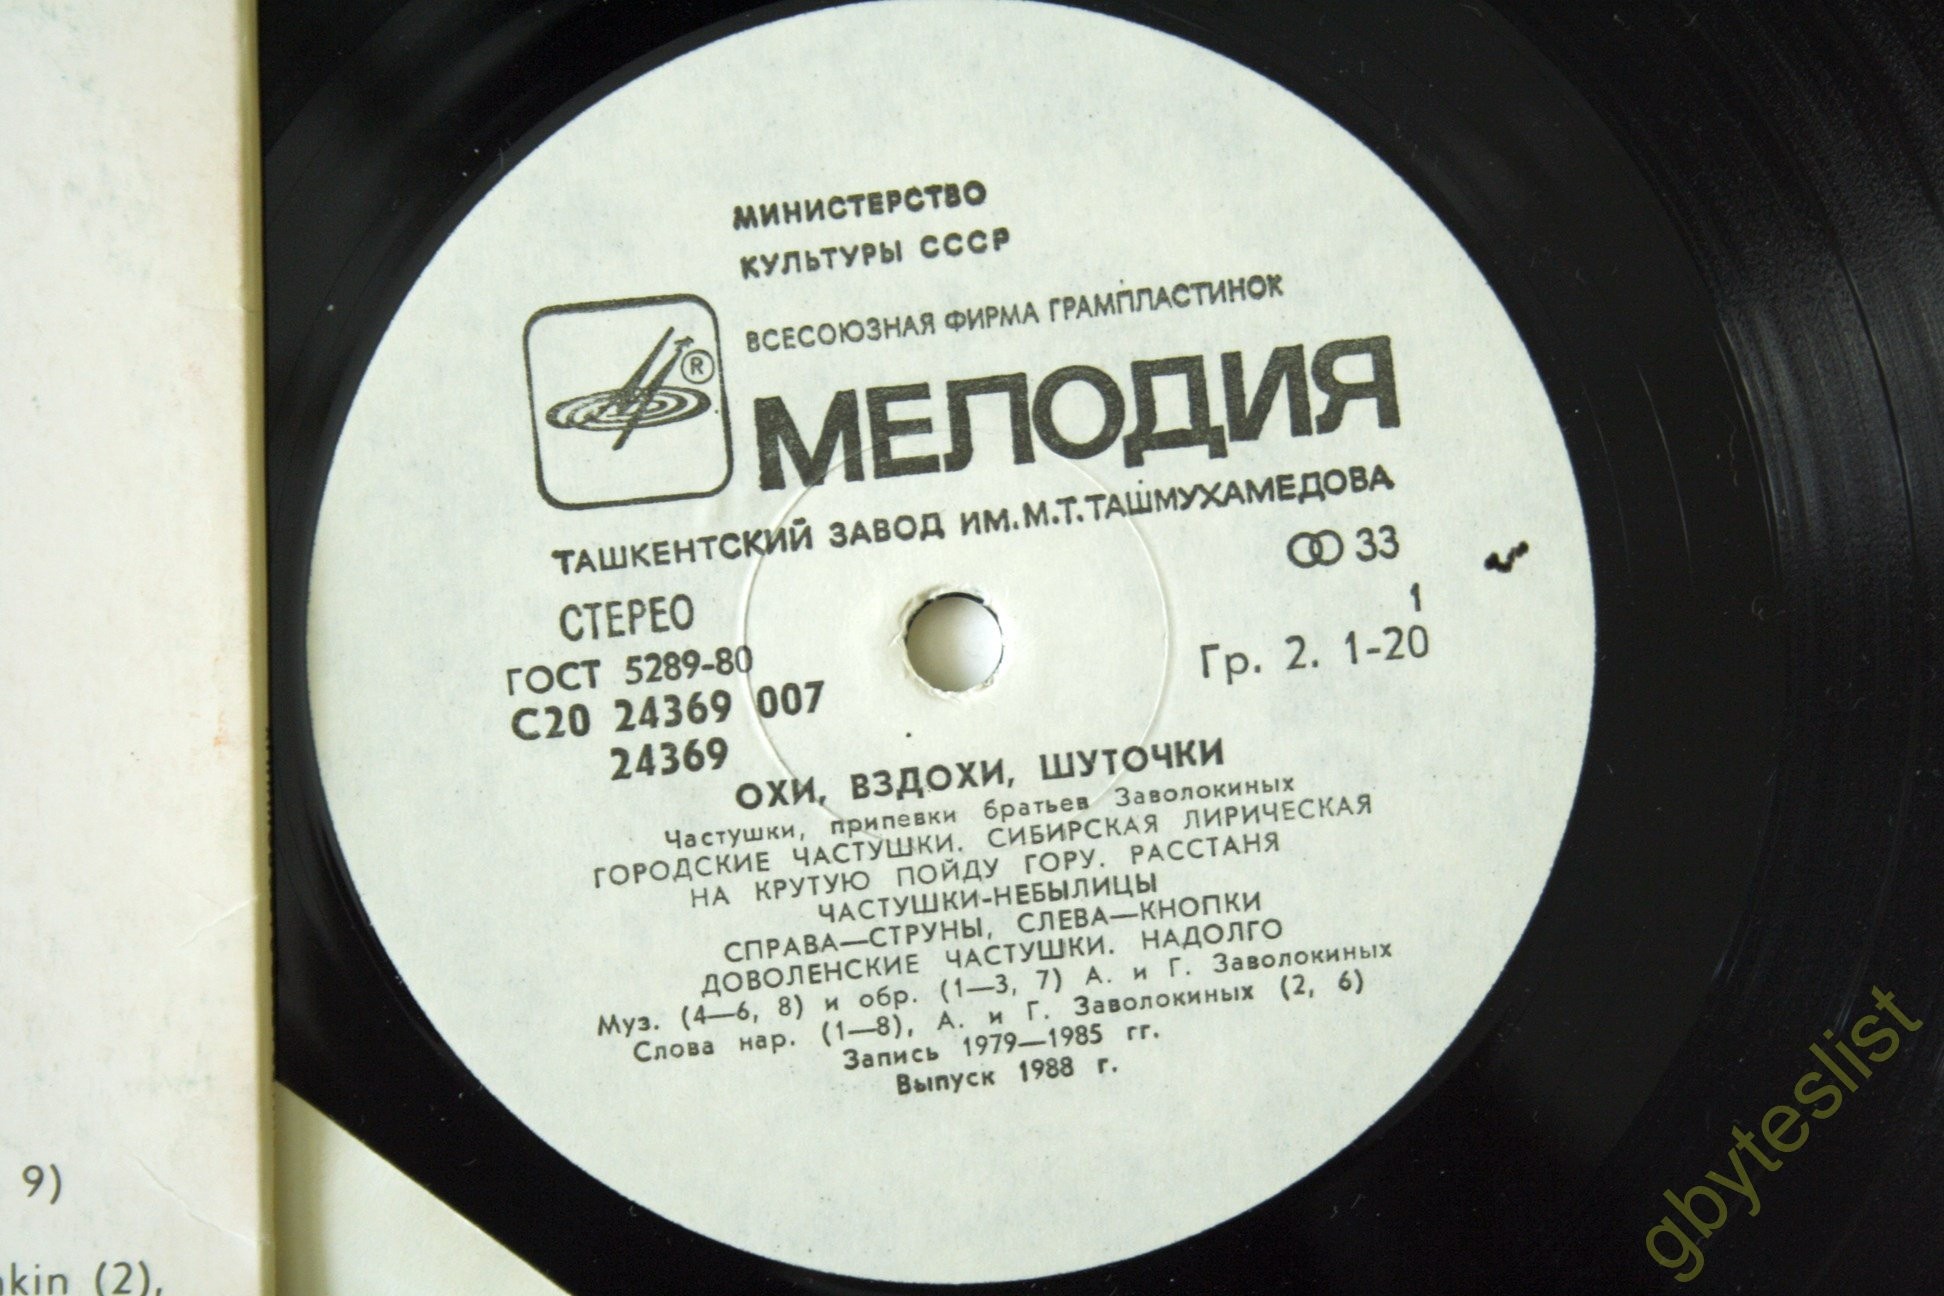 МИНИСТЕРСТВО
КУЛЬТУРЫ СССР
ВСЕСОЮЗНАЯ ФИРМА ГРАМПЛАСТИНОК
®
МЕЛОДИЯ
ТАШКЕНТСКИЙ ЗАВОД ИМ. М. Т. ТАШМУХАМЕДОВА
33
СТЕРЕО
1
ГОСТ 5289-80
Гр. 2. 1-20
С20 24369 007
24369
ОХИ, ВЗДОХИ, ШУТОЧКИ
Частушки, припевки братьев Заволокиных
ГОРОДСКИЕ ЧАСТУШКИ. СИБИРСКАЯ ЛИРИЧЕСКАЯ
НА КРУТУЮ ПОЙДУ ГОРУ. РАССТАНЯ
ЧАСТУШКИ-НЕБЫЛИЦЫ
СПРАВА—СТРУНЫ, СЛЕВА—КНОПКИ
ДОВОЛЕНСКИЕ ЧАСТУШКИ. НАДОЛГО
Муз. (4—6, 8) и обр. (1—3, 7) А. и Г. Заволокиных
Слова нар. (1—8), А. и Г. Заволокиных (2, 6)
Запись 1979—1985 гг.
Выпуск 1988 г.
9)
kin (2),
gbyteslist